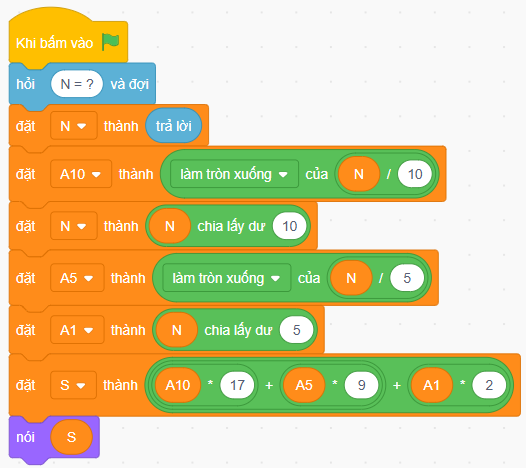 Khi bấm vào
hỏi N = ? và đợi
đặt N thành trả lời
đặt A10 thành làm tròn xuống của N / 10
đặt N thành N chia lấy dư 10
đặt A5 thành làm tròn xuống của N / 5
đặt A1 thành N chia lấy dư 5
đặt S thành A10 * 17 + A5 * 9 + A1 * 2
nói S